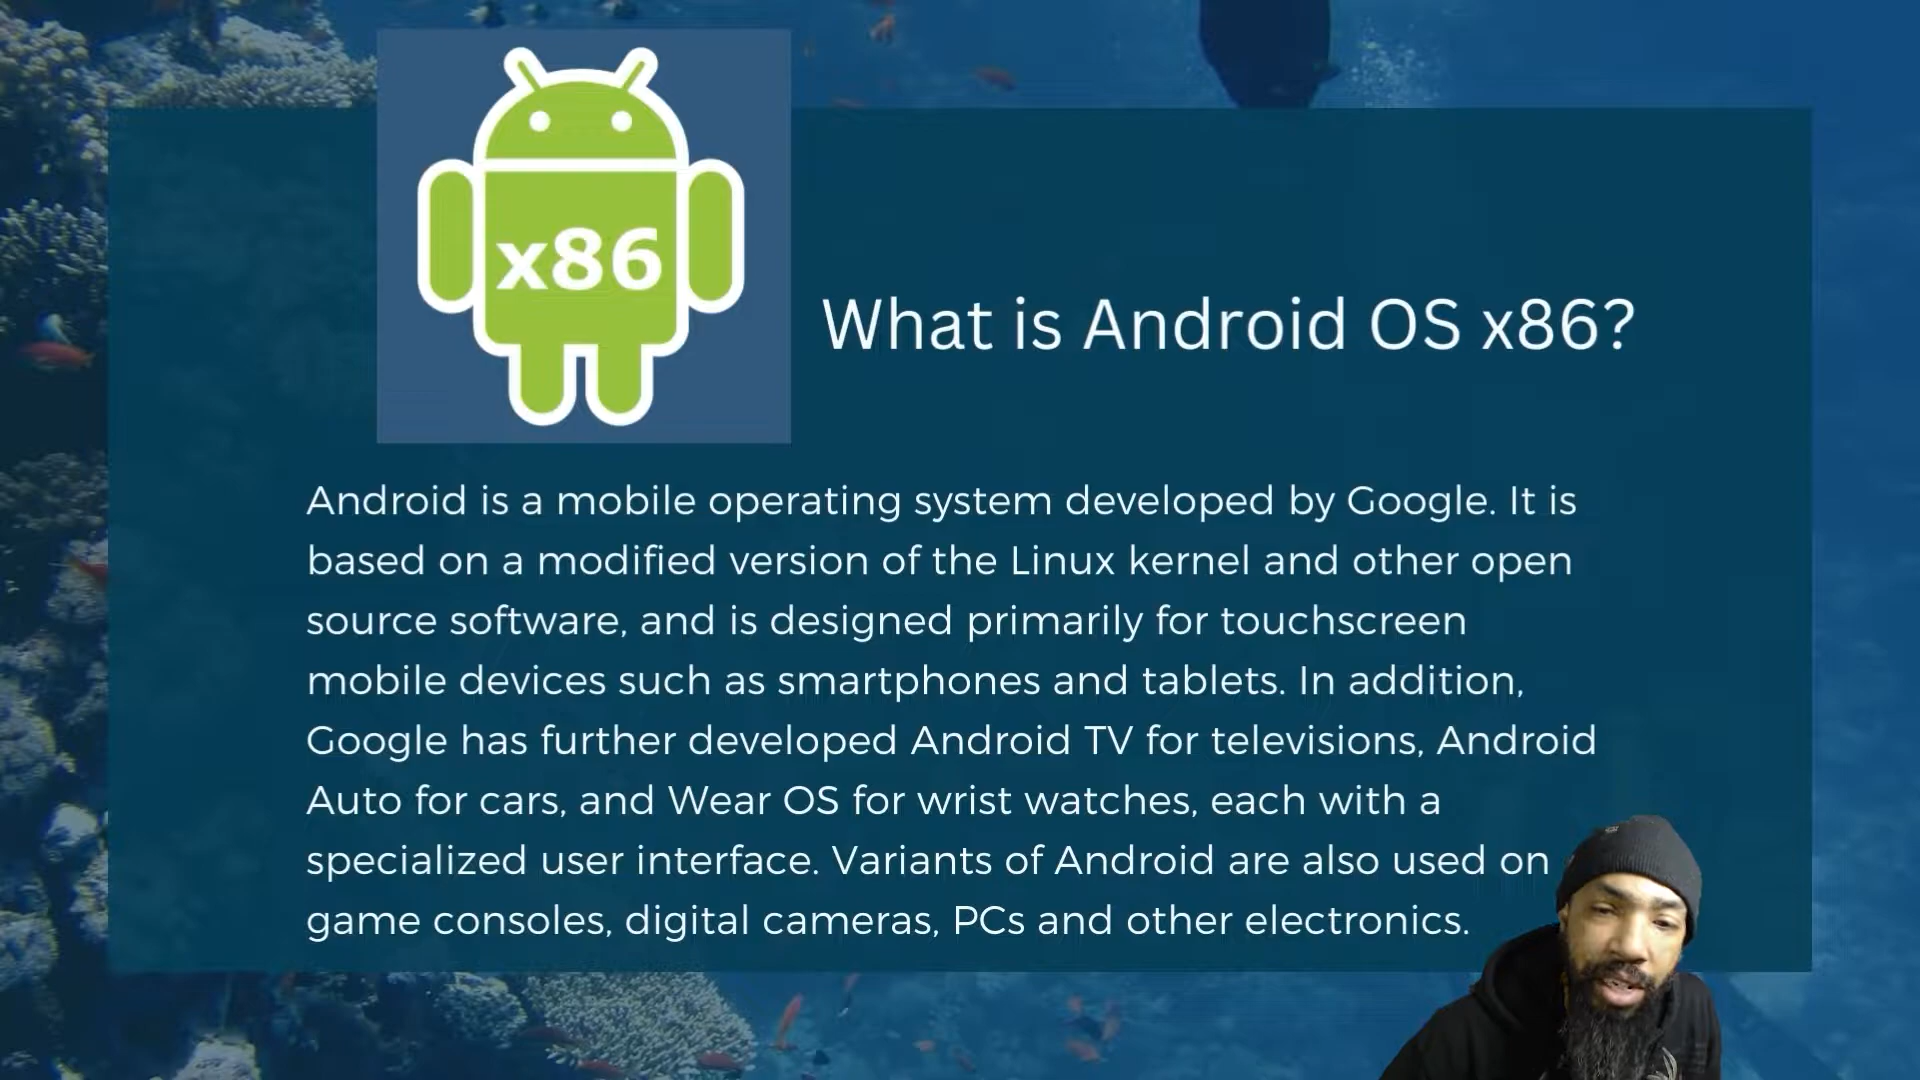 x86
What is Android OS x86?
Android is a mobile operating system developed by Google. It is
based on a modified version of the Linux kernel and other open
source software, and is designed primarily for touchscreen
mobile devices such as smartphones and tablets. In addition,
Google has further developed Android TV for televisions, Android
Auto for cars, and Wear OS for wrist watches, each with a
specialized user interface. Variants of Android are also used on
game consoles, digital cameras, PCs and other electronics.